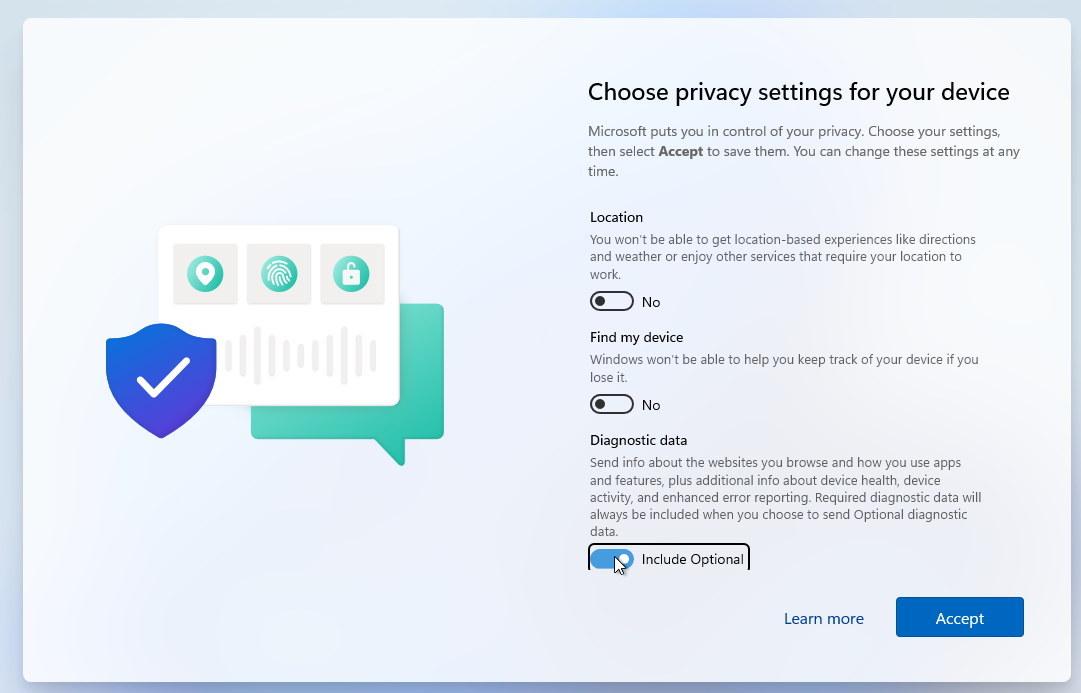 Choose privacy settings for your device
Microsoft puts you in control of your privacy. Choose your settings,
then select Accept to save them. You can change these settings at any
time.
Location
You won't be able to get location-based experiences like directions
and weather or enjoy other services that require your location to
work.
No
Find my device
Windows won't be able to help you keep track of your device if you
lose it.
No
Diagnostic data
Send info about the websites you browse and how you use apps
and features, plus additional info about device health, device
activity, and enhanced error reporting. Required diagnostic data will
always be included when you choose to send Optional diagnostic
data.
Include Optional
Learn more
Accept